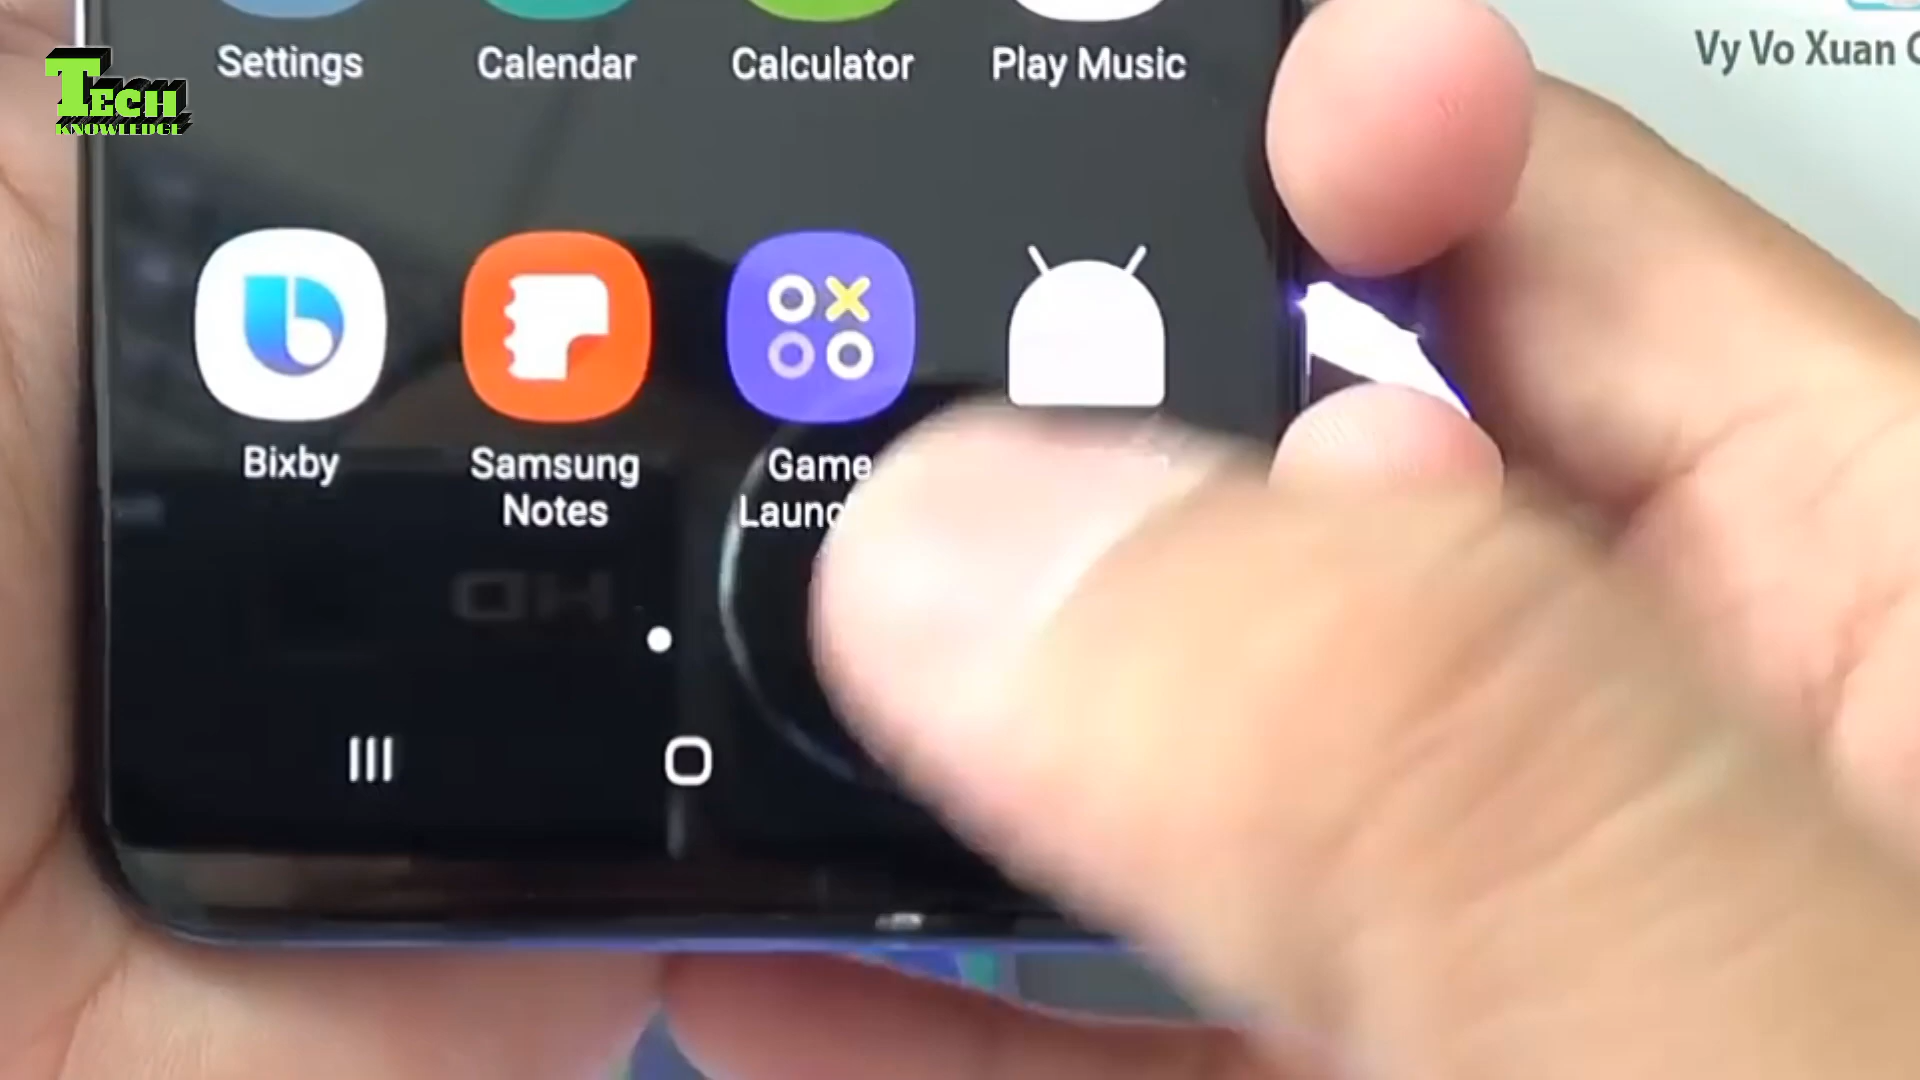 Settings
Calendar
Calculator
Play Music
Vy Vo Xuan
TECH
KNOWLEDGE
Bixby
Samsung
Notes
Game